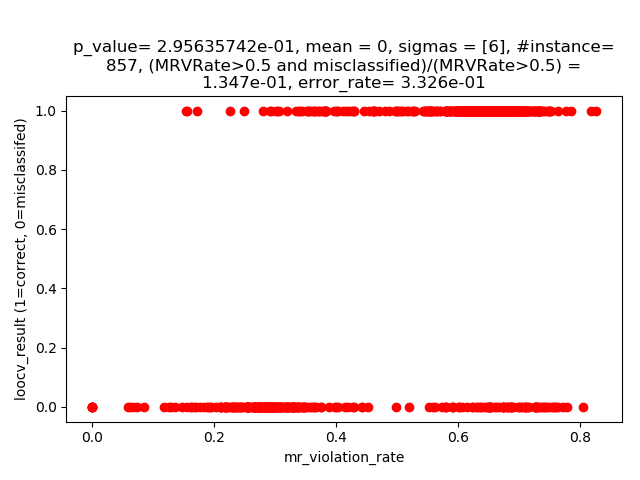 p_value= 2.95635742e-01, mean = 0, sigmas = [6], #instance=
857, (MRVRate>0.5 and misclassified)/(MRVRate>0.5) =
1.347e-01, error_rate= 3.326e-01
1.0
0.8
0.6
0.4
0.2
0.0
loocv_result (1=correct, 0=misclassifed)
0.0 0.2 0.4 0.6 0.8
mr_violation_rate